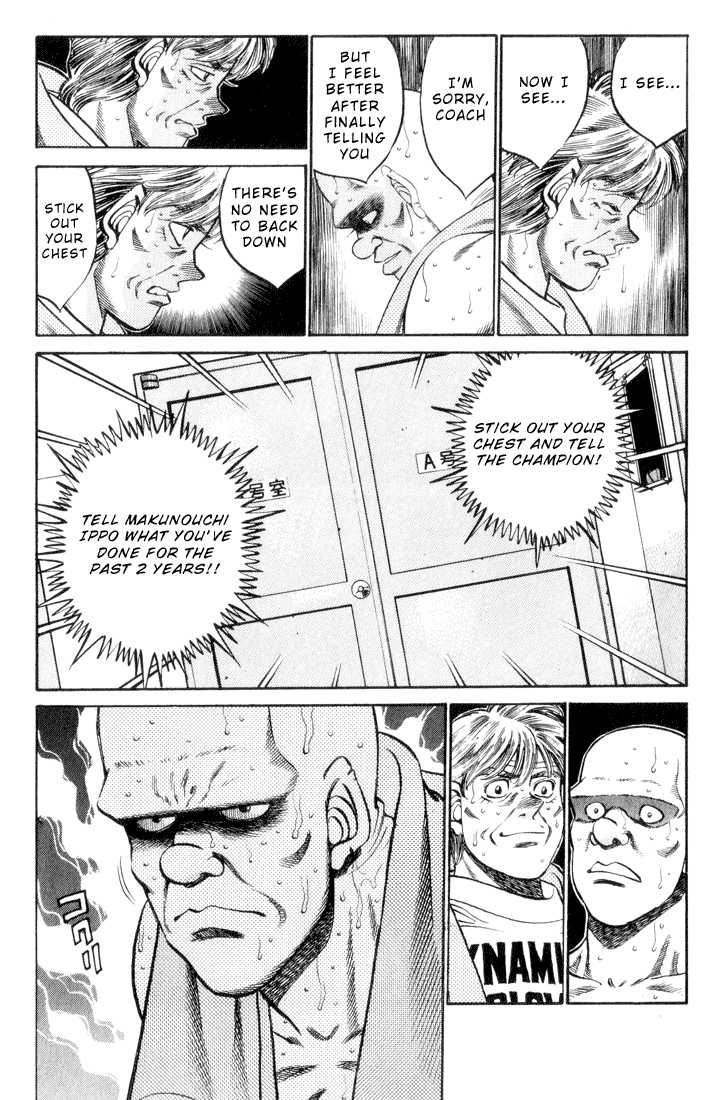 I SEE...
NOW I
SEE...
I'M
SORRY,
COACH
BUT
I FEEL
BETTER
AFTER
FINALLY
TELLING
YOU
THERE'S
NO NEED
TO BACK
DOWN
STICK
OUT
YOUR
CHEST
STICK OUT YOUR
CHEST AND TELL
THE CHAMPION!
A号
号室
TELL MAKUNOUCHI
IPPO WHAT YOU'VE
DONE FOR THE
PAST 2 YEARS!!
YNAMI